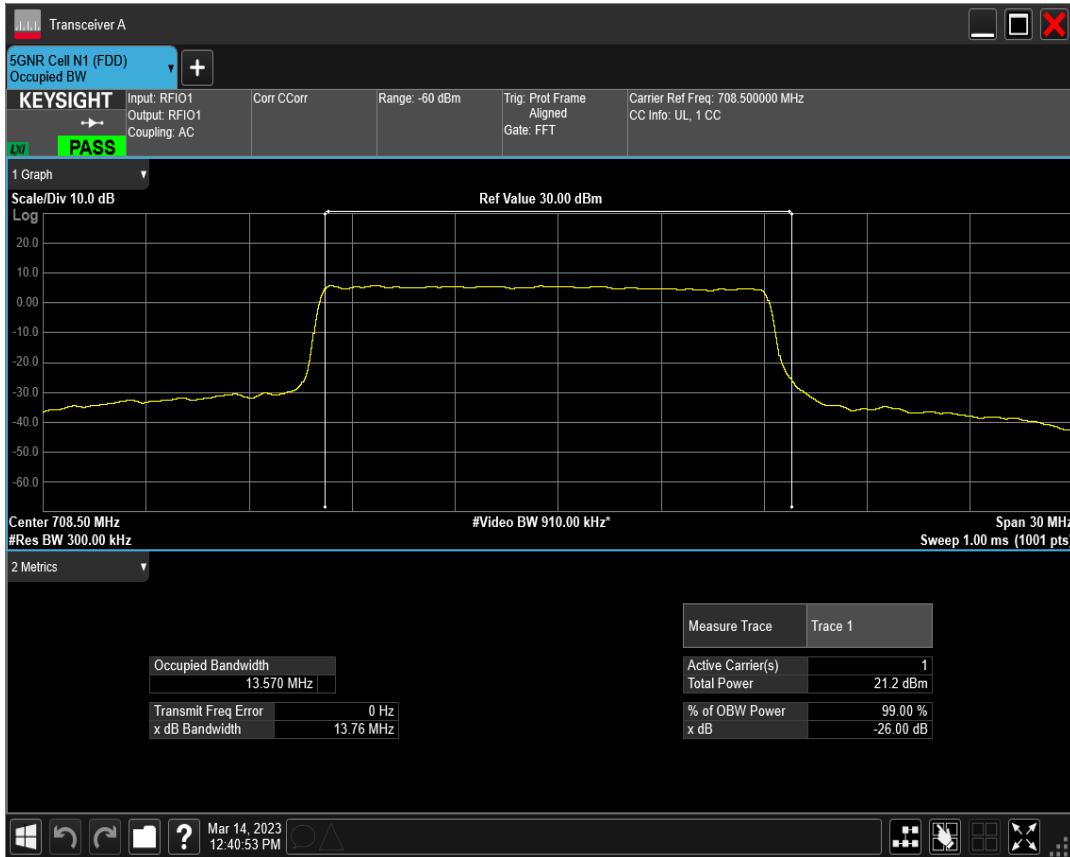 Transceiver A
5GNR Cell N1 (FDD)
Occupied BW
+
KEYSIGHT
LXI
PASS
Input: RFIO1
Output: RFIO1
Coupling: AC
Corr CCorr
Range: -60 dBm
Trig: Prot Frame
Aligned
Gate: FFT
Carrier Ref Freq: 708.500000 MHz
CC Info: UL, 1 CC
1 Graph
Scale/Div 10.0 dB
Ref Value 30.00 dBm
Log
20.0
10.0
0.00
-10.0
-20.0
-30.0
-40.0
-50.0
-60.0
Center 708.50 MHz
#Video BW 910.00 kHz*
Span 30 MHz
#Res BW 300.00 kHz
Sweep 1.00 ms (1001 pts)
2 Metrics
Measure Trace Trace 1
Occupied Bandwidth
13.570 MHz
Active Carrier(s) 1
Total Power 21.2 dBm
Transmit Freq Error 0 Hz
x dB Bandwidth 13.76 MHz
% of OBW Power 99.00 %
x dB -26.00 dB
?
Mar 14, 2023
12:40:53 PM